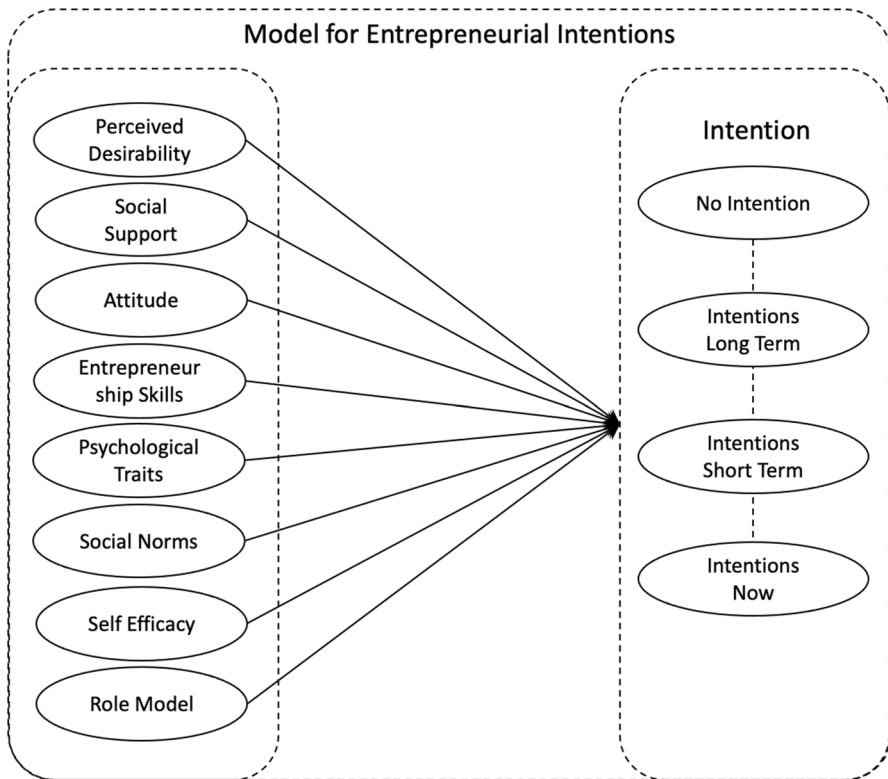 Model for Entrepreneurial Intentions
Perceived
Desirability
Social
Support
Attitude
Entrepreneur
ship Skills
Psychological
Traits
Social Norms
Self Efficacy
Role Model
Intention
No Intention
Intentions
Long Term
Intentions
Short Term
Intentions
Now